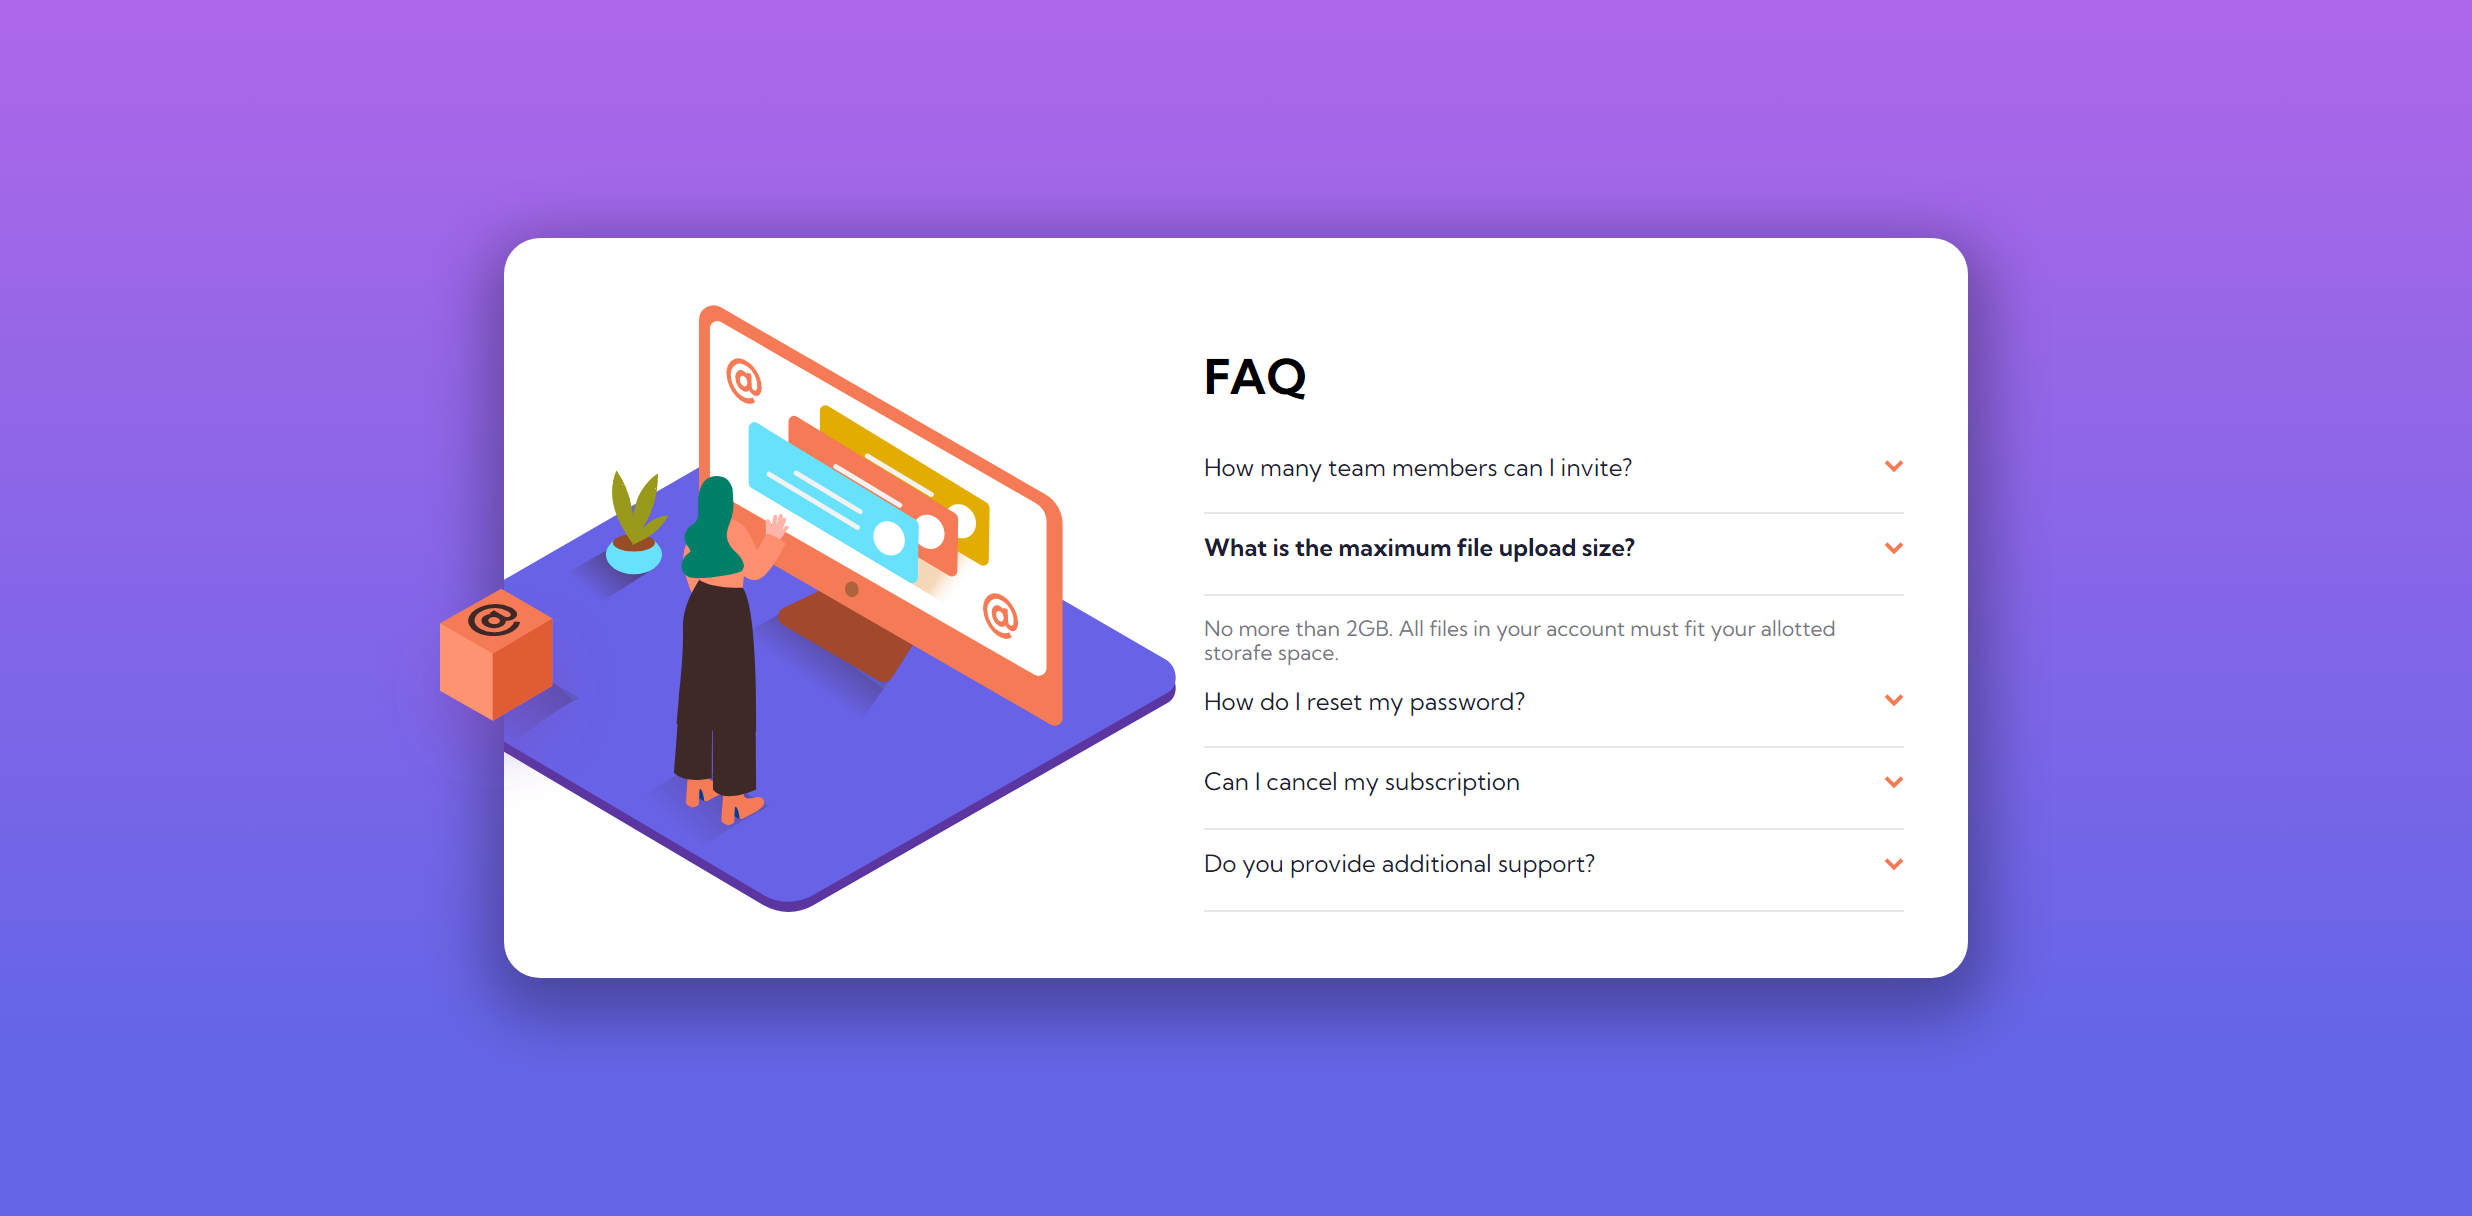 FAQ
How many team members can I invite?
What is the maximum file upload size?
No more than 2GB. All files in your account must fit your allotted
storafe space.
How do I reset my password?
Can I cancel my subscription
Do you provide additional support?
@
@
@